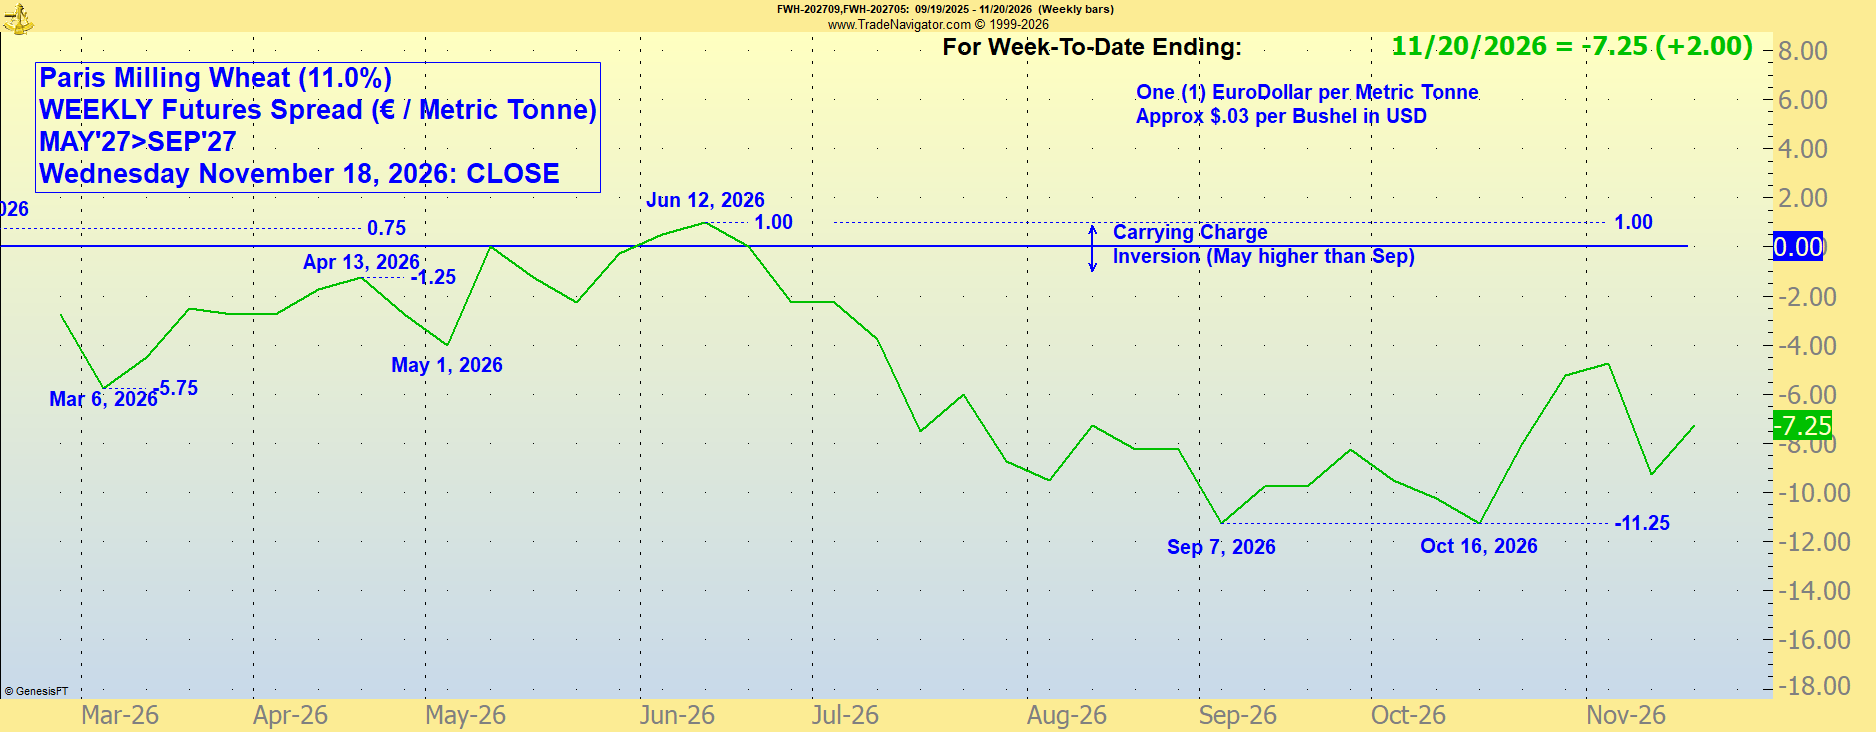 FWH-202709,FWH-202705: 09/19/2025 - 11/20/2026 (Weekly bars)
www.TradeNavigator.com © 1999-2026
For Week-To-Date Ending:
11/20/2026 = -7.25 (+2.00)
Paris Milling Wheat (11.0%)
WEEKLY Futures Spread (€ / Metric Tonne)
MAY'27>SEP'27
Wednesday November 18, 2026: CLOSE
One (1) EuroDollar per Metric Tonne
Approx $.03 per Bushel in USD
026
0.75
Jun 12, 2026
1.00
1.00
Carrying Charge
Inversion (May higher than Sep)
Apr 13, 2026
-1.25
May 1, 2026
Mar 6, 2026
-5.75
Sep 7, 2026
Oct 16, 2026
-11.25
8.00
6.00
4.00
2.00
0.00
-2.00
-4.00
-6.00
-7.25
-8.00
-10.00
-12.00
-14.00
-16.00
-18.00
© GenesisFT
Mar-26
Apr-26
May-26
Jun-26
Jul-26
Aug-26
Sep-26
Oct-26
Nov-26